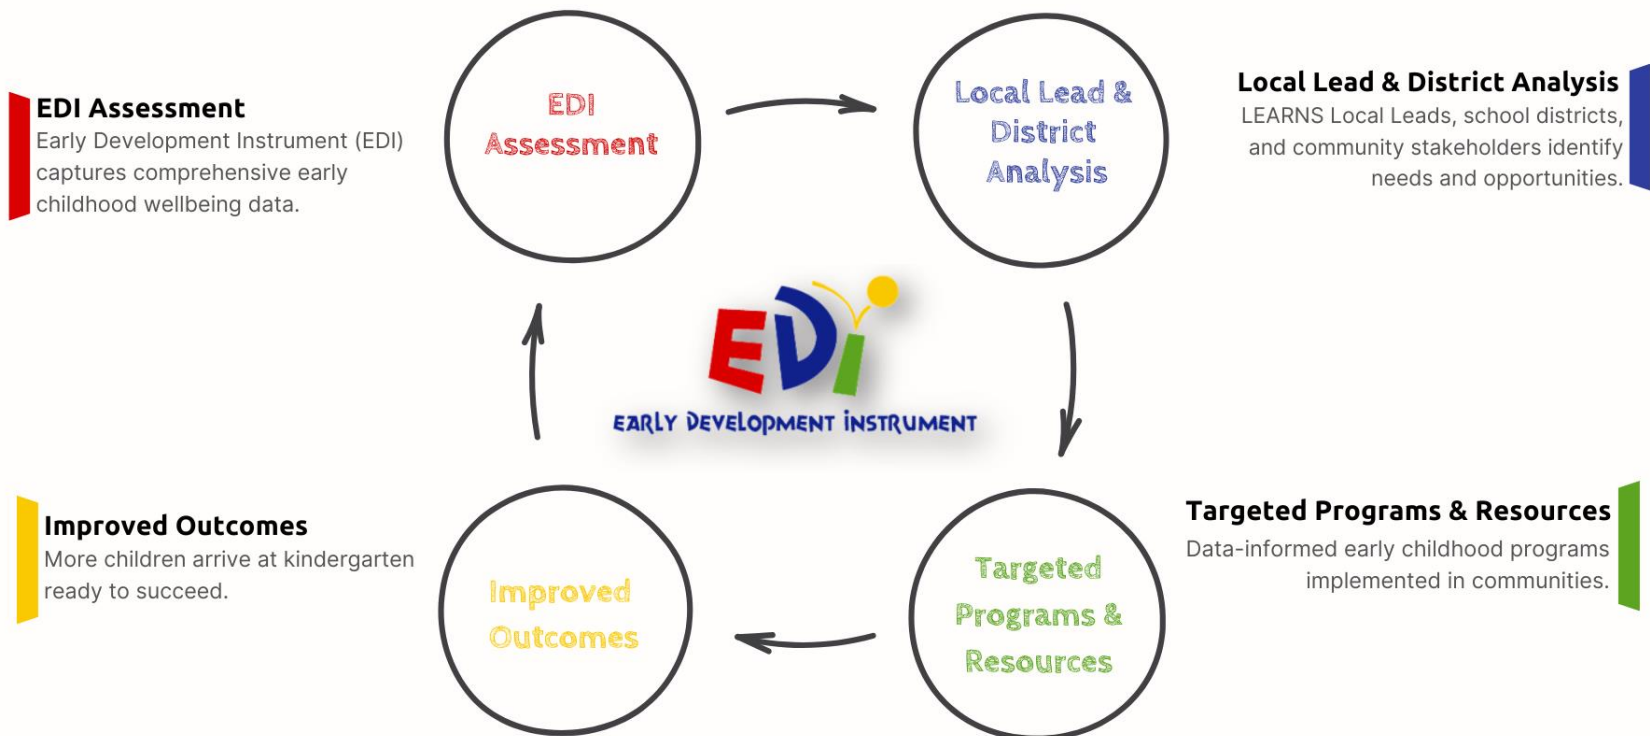 EDI Assessment
Early Development Instrument (EDI)
captures comprehensive early
childhood wellbeing data.
EDI
Assessment
Local Lead &
District
Analysis
Local Lead & District Analysis
LEARNS Local Leads, school districts,
and community stakeholders identify
needs and opportunities.
EDi
EARLY DEVELOPMENT iNSTRUMENT
Improved Outcomes
More children arrive at kindergarten
ready to succeed.
Improved
Outcomes
Targeted
Programs &
Resources
Targeted Programs & Resources
Data-informed early childhood programs
implemented in communities.